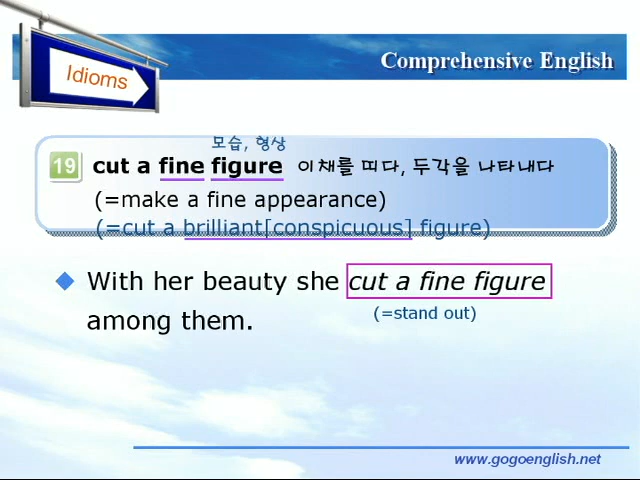 Idioms
Comprehensive English
모습, 형상
19 cut a fine figure 이채를 띠다, 두각을 나타내다
(=make a fine appearance)
(=cut a brilliant[conspicuous] figure)
With her beauty she cut a fine figure
among them.
(=stand out)
www.gogoenglish.net